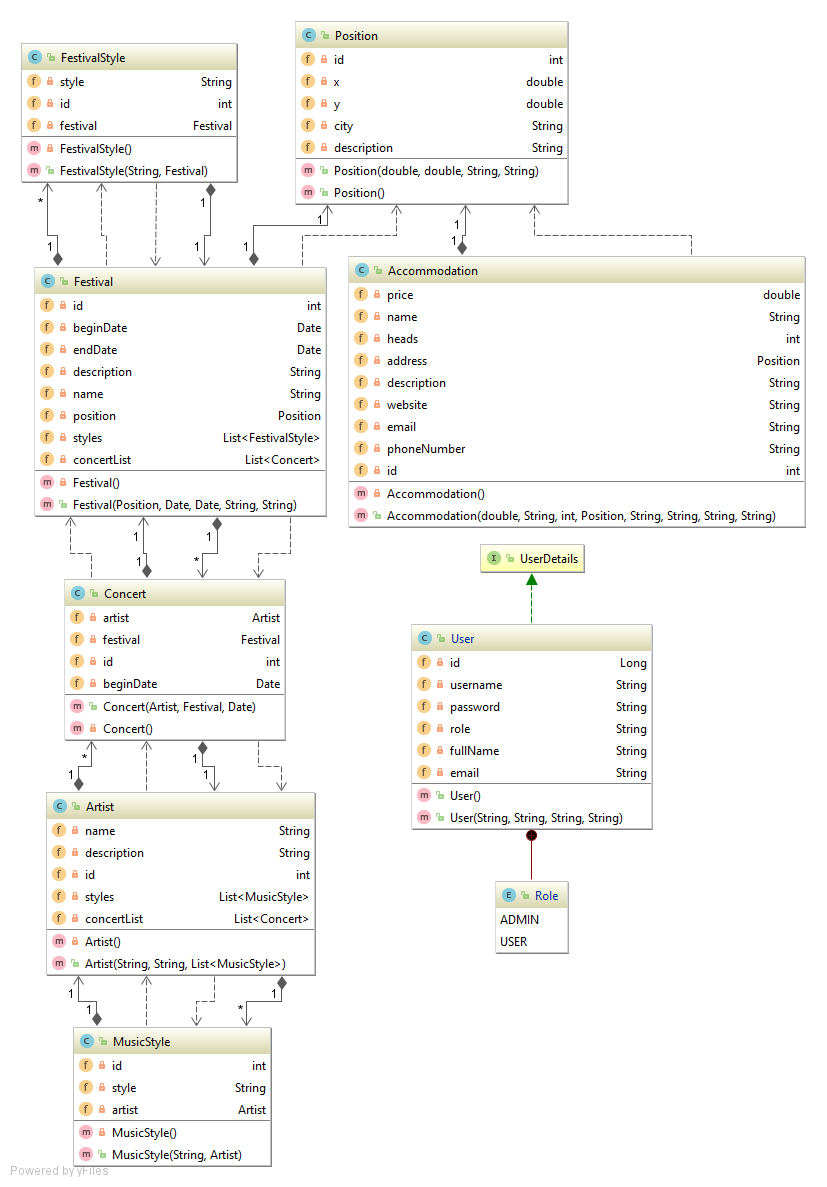 FestivalStyle
style String
id int
festival Festival
FestivalStyle()
FestivalStyle(String, Festival)
Position
id int
x double
y double
city String
description String
Position(double, double, String, String)
Position()
*
1
1
1
1
1
1
1
Festival
id int
beginDate Date
endDate Date
description String
name String
position Position
styles List<FestivalStyle>
concertList List<Concert>
Festival()
Festival(Position, Date, Date, String, String)
Accommodation
price double
name String
heads int
address Position
description String
website String
email String
phoneNumber String
id int
Accommodation()
Accommodation(double, String, int, Position, String, String, String, String)
1
1
1
*
Concert
artist Artist
festival Festival
id int
beginDate Date
Concert(Artist, Festival, Date)
Concert()
*
1
1
1
Artist
name String
description String
id int
styles List<MusicStyle>
concertList List<Concert>
Artist()
Artist(String, String, List<MusicStyle>)
1
1
1
*
MusicStyle
id int
style String
artist Artist
MusicStyle()
MusicStyle(String, Artist)
UserDetails
User
id Long
username String
password String
role String
fullName String
email String
User()
User(String, String, String, String)
Role
ADMIN
USER
Powered by yFiles